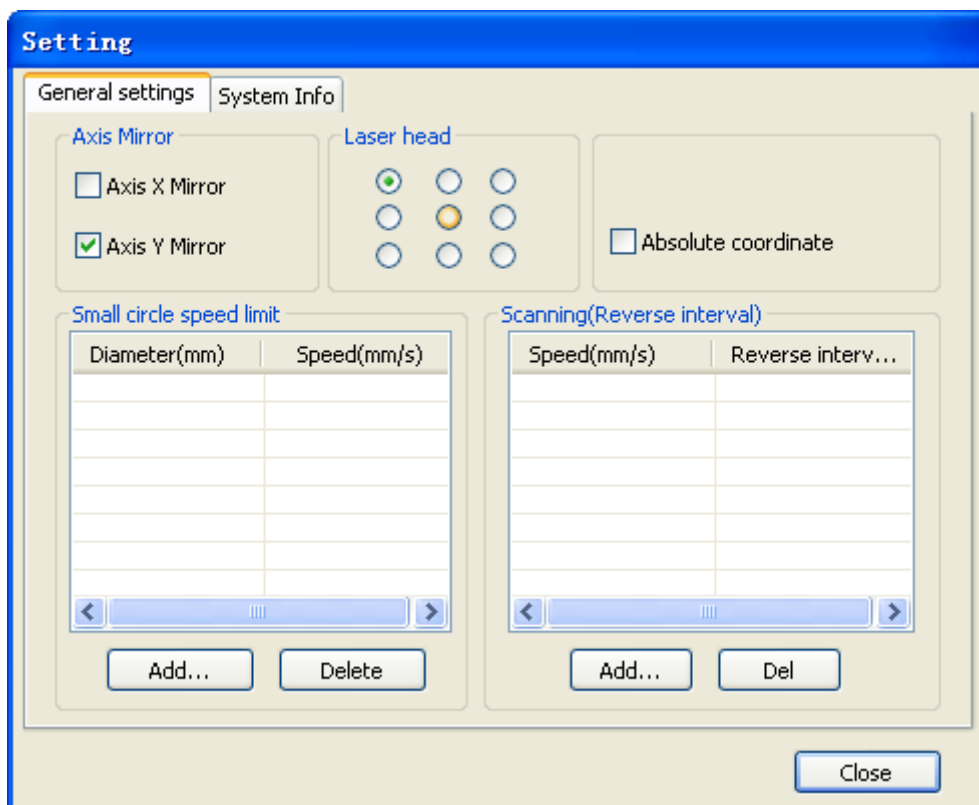 Setting
General settings System Info
Axis Mirror Laser head
Axis X Mirror
Axis Y Mirror Absolute coordinate
Small circle speed limit Scanning(Reverse interval)
Diameter(mm) Speed(mm/s) Speed(mm/s) Reverse interv...
Add... Delete Add... Del
Close